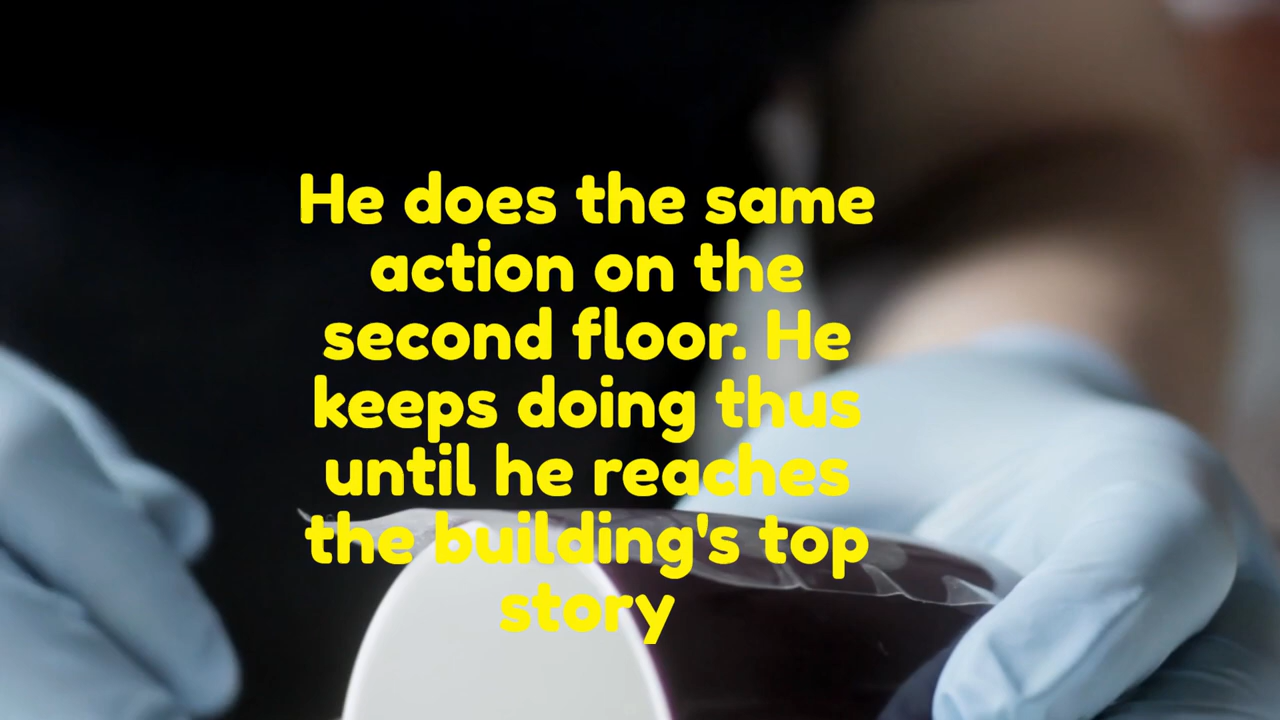 He does the same
action on the
second floor. He
keeps doing thus
until he reaches
the building's top
story